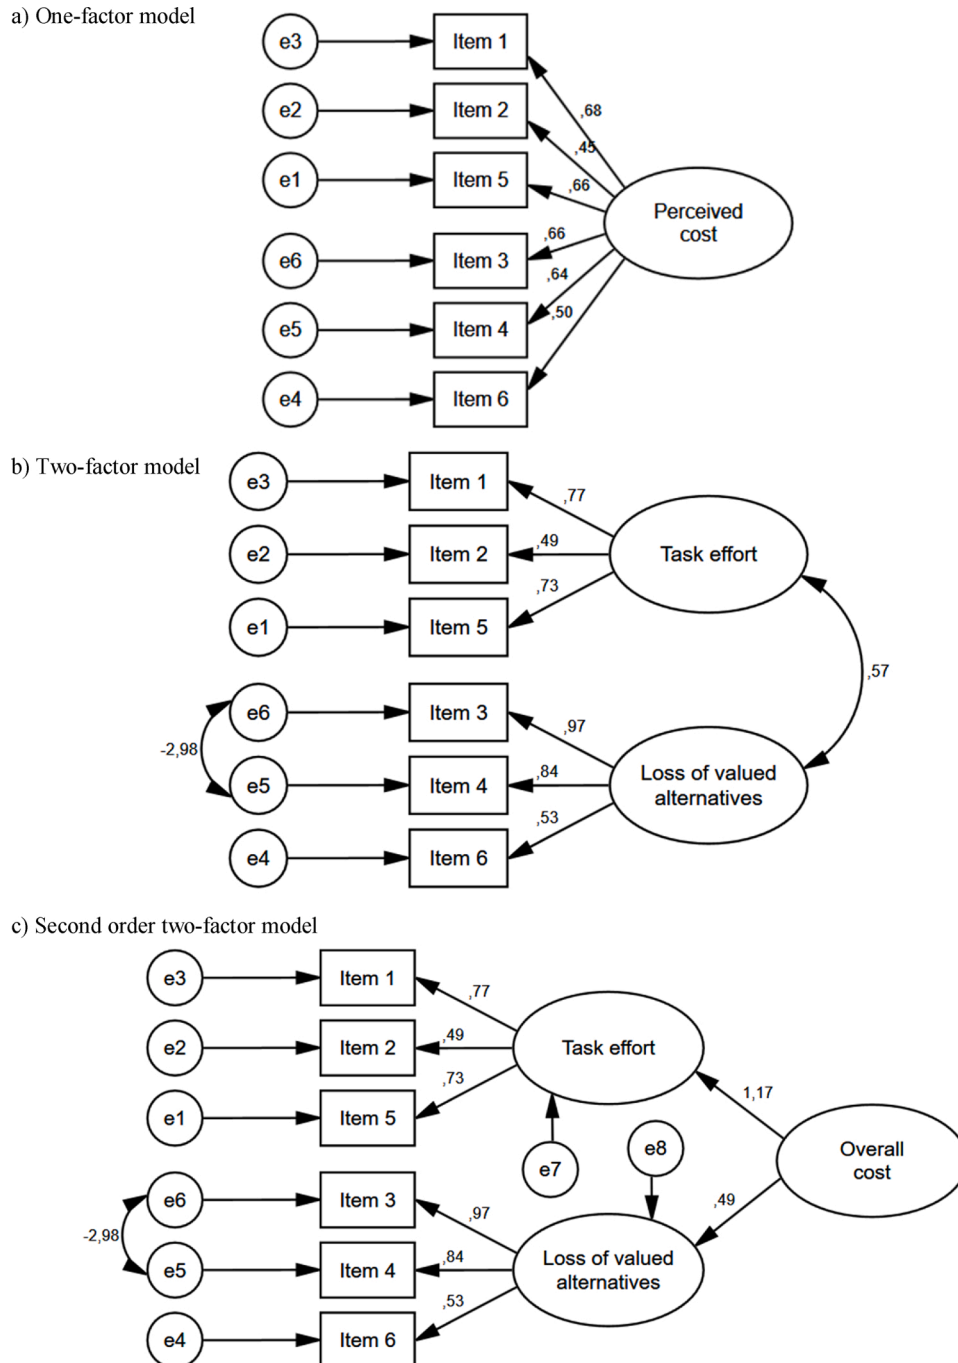 a) One-factor model
e3
Item 1
,68
e2
Item 2
,45
e1
Item 5
,66
Perceived
cost
e6
Item 3
,66
,64
e5
Item 4
,50
e4
Item 6
b) Two-factor model
e3
Item 1
,77
e2
Item 2
,49
Task effort
e1
Item 5
,73
,57
e6
Item 3
,97
-2,98
e5
Item 4
,84
Loss of valued
alternatives
e4
Item 6
,53
c) Second order two-factor model
e3
Item 1
,77
e2
Item 2
,49
Task effort
e1
Item 5
,73
1,17
e7
e8
Overall
cost
e6
Item 3
,97
,49
-2,98
e5
Item 4
,84
Loss of valued
alternatives
e4
Item 6
,53